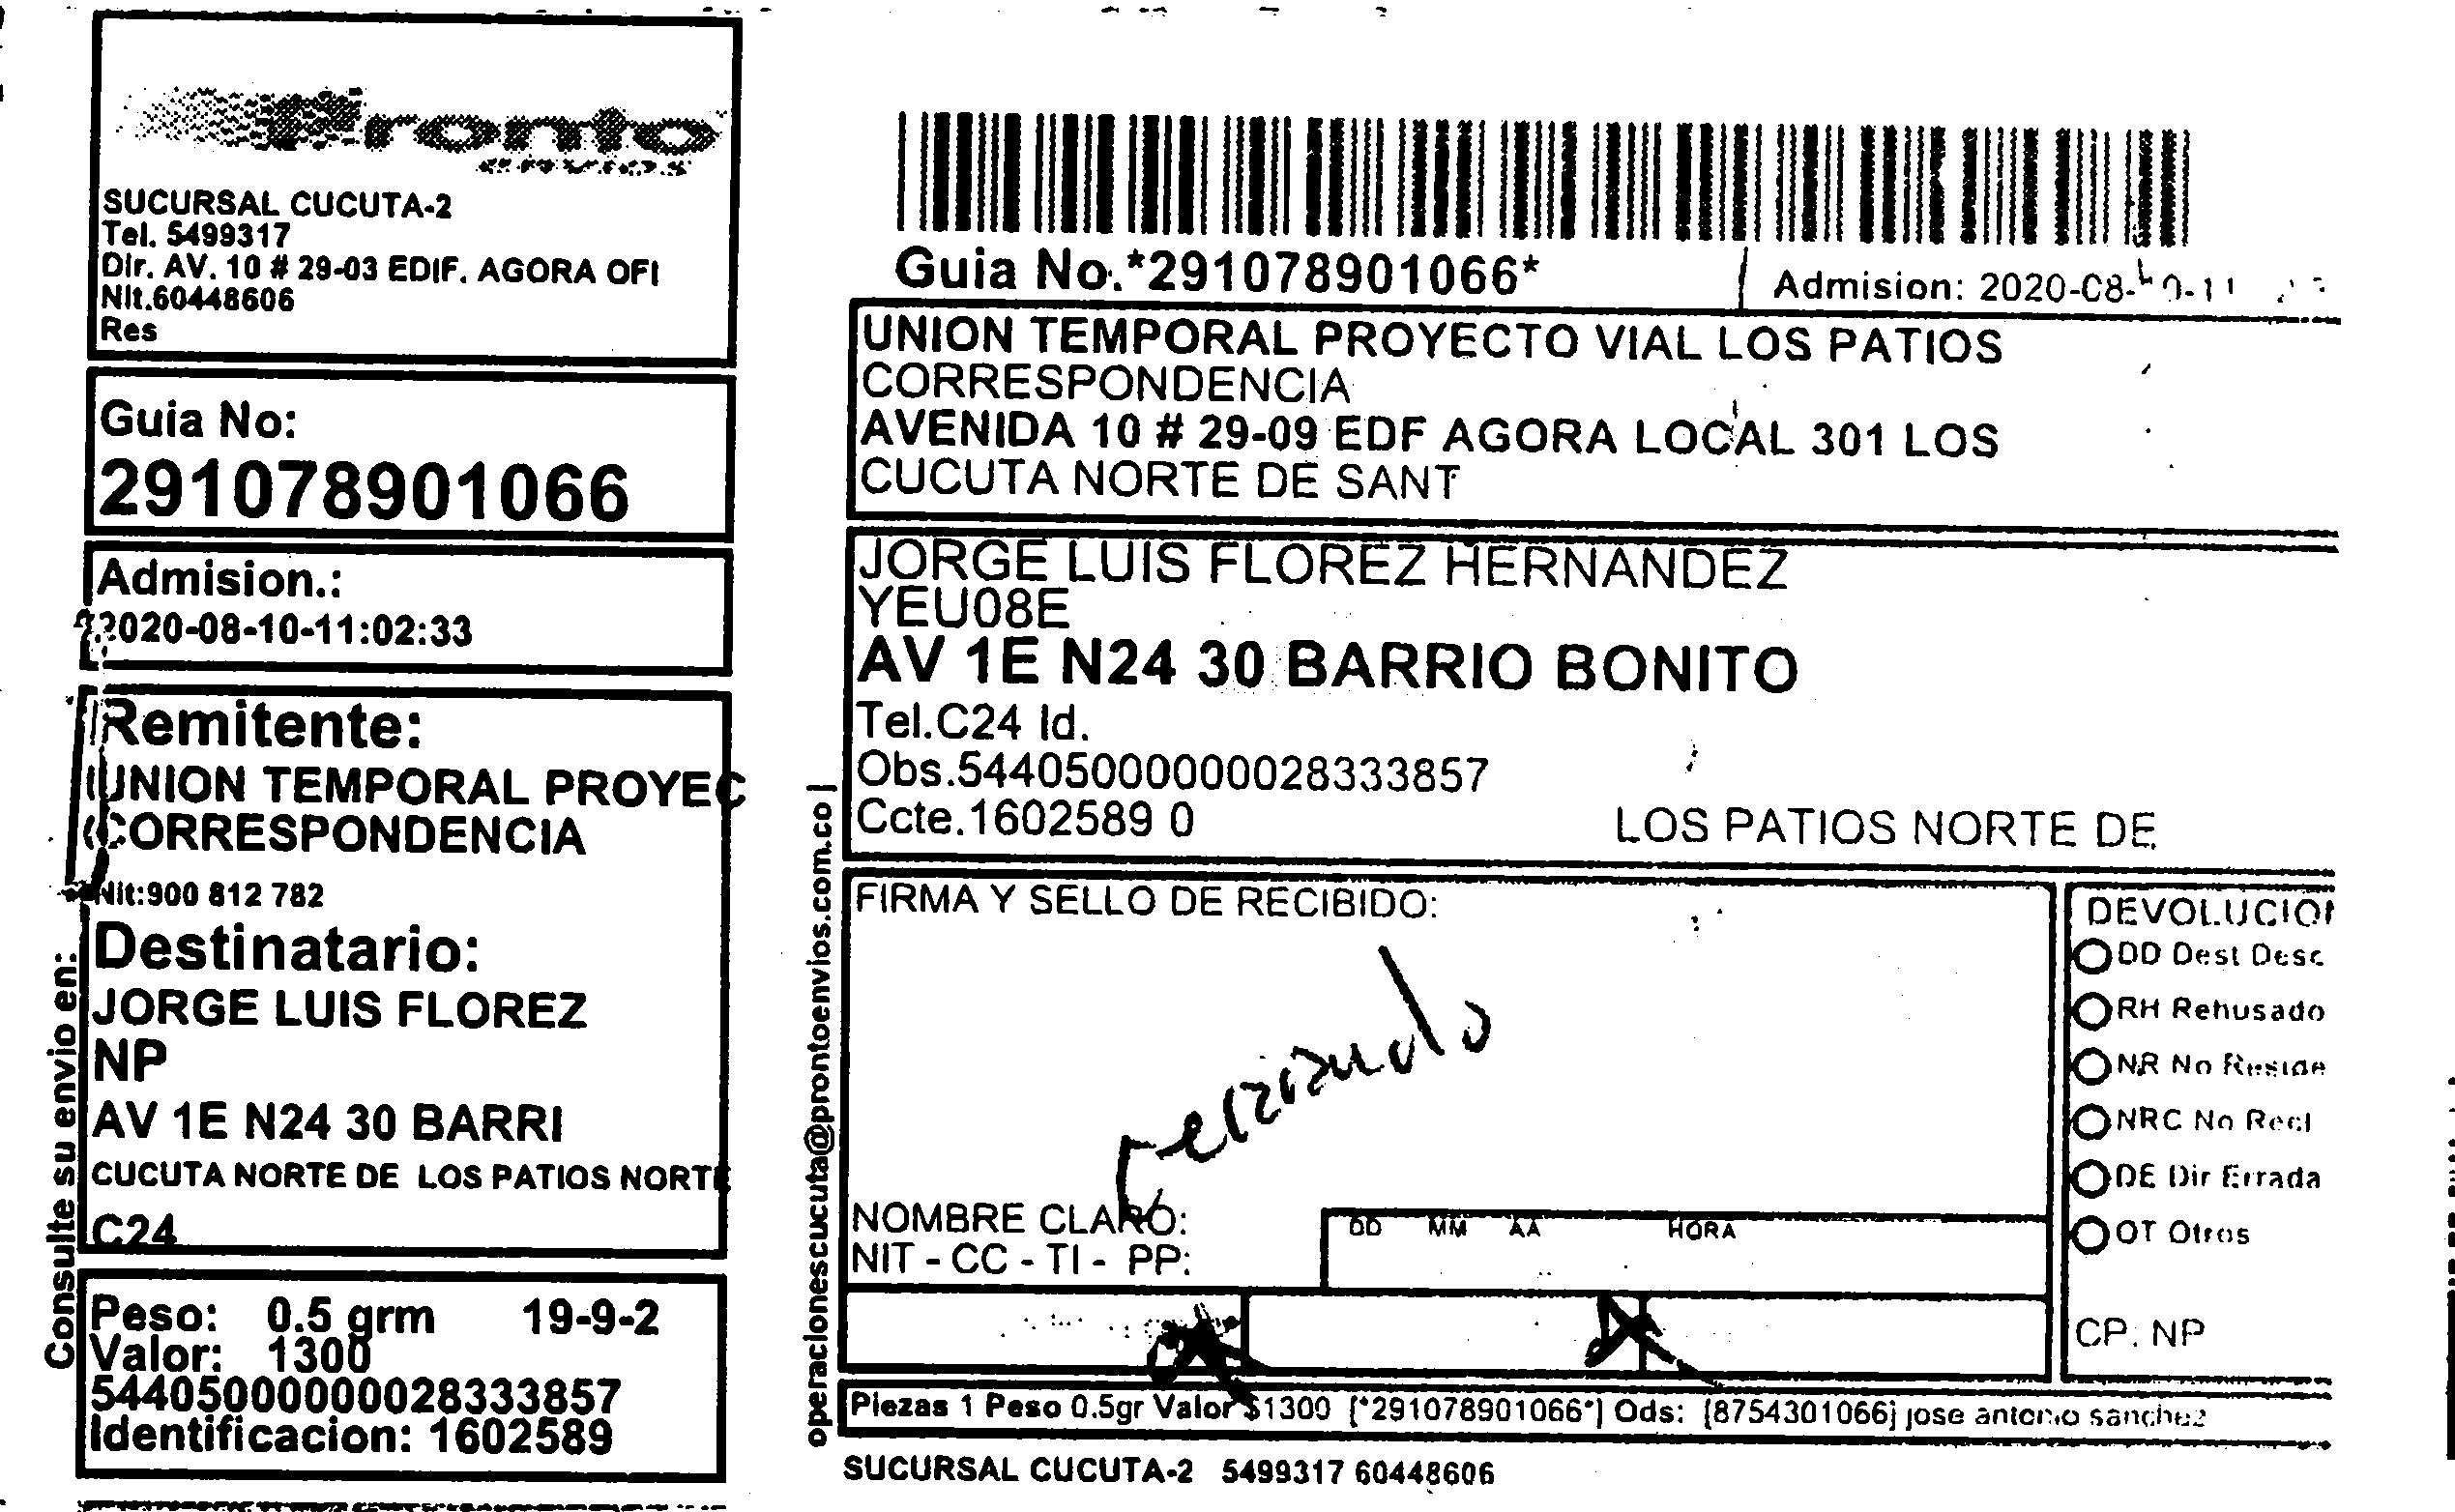 Pronto
envios
SUCURSAL CUCUTA-2
Tel. 5499317
Dir. AV. 10 # 29-03 EDIF. AGORA OFI
Nit.60448606
Res
Guia No:
291078901066
Admision.:
2020-08-10-11:02:33
Remitente:
UNION TEMPORAL PROYEC
CORRESPONDENCIA
Nit:900 812 782
Destinatario:
JORGE LUIS FLOREZ
NP
AV 1E N24 30 BARRI
CUCUTA NORTE DE LOS PATIOS NORTE
C24
Peso: 0.5 grm 19-9-2
Valor: 1300
544050000000028333857
Identificacion: 1602589
Consulte su envio en:
Guia No.*291078901066*
Admision: 2020-08-
UNION TEMPORAL PROYECTO VIAL LOS PATIOS
CORRESPONDENCIA
AVENIDA 10 # 29-09 EDF AGORA LOCAL 301 LOS
CUCUTA NORTE DE SANT
JORGE LUIS FLOREZ HERNANDEZ
YEU08E
AV 1E N24 30 BARRIO BONITO
Tel.C24 Id.
Obs.544050000000028333857
Ccte.1602589 0
LOS PATIOS NORTE DE
operacionescucuta@prontoenvios.com.co |
FIRMA Y SELLO DE RECIBIDO:
NOMBRE CLARO:
NIT - CC - TI - PP:
DD MM AA HORA
DEVOLUCION
DD Dest Desc
RH Rehusado
NR No Reside
NRC No Recl
DE Dir Errada
OT Otros
CP. NP
Piezas 1 Peso 0.5gr Valor $1300 [*291078901066*] Ods: [8754301066] jose antonio sanchez
SUCURSAL CUCUTA-2 5499317 60448606